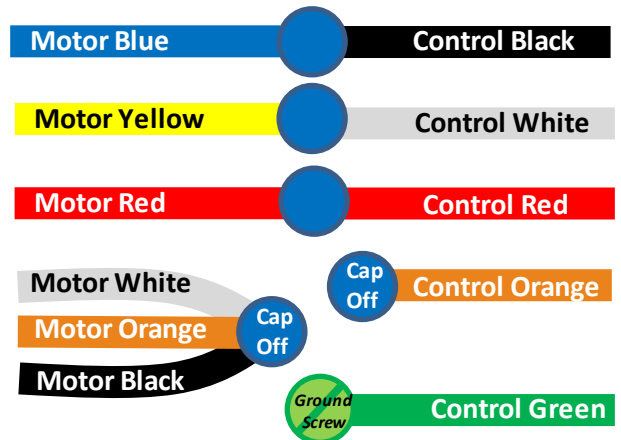 Motor Blue
Control Black
Motor Yellow
Control White
Motor Red
Control Red
Motor White
Motor Orange
Motor Black
Cap
Off
Cap
Off
Control Orange
Ground
Screw
Control Green